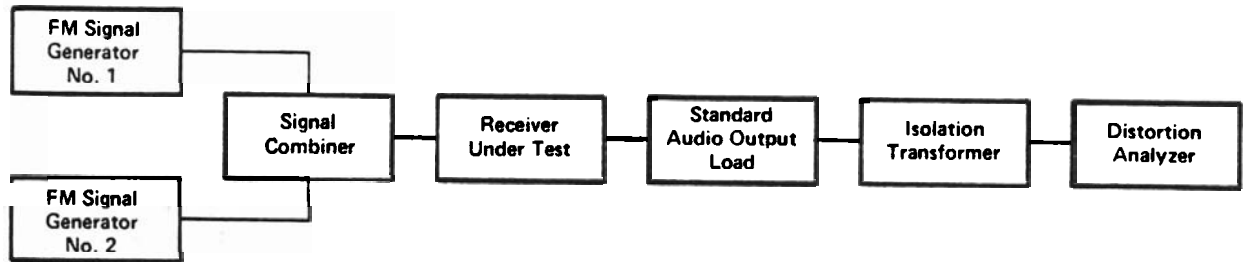 FM Signal
Generator
No. 1
Signal
Combiner
Receiver
Under Test
Standard
Audio Output
Load
Isolation
Transformer
Distortion
Analyzer
FM Signal
Generator
No. 2